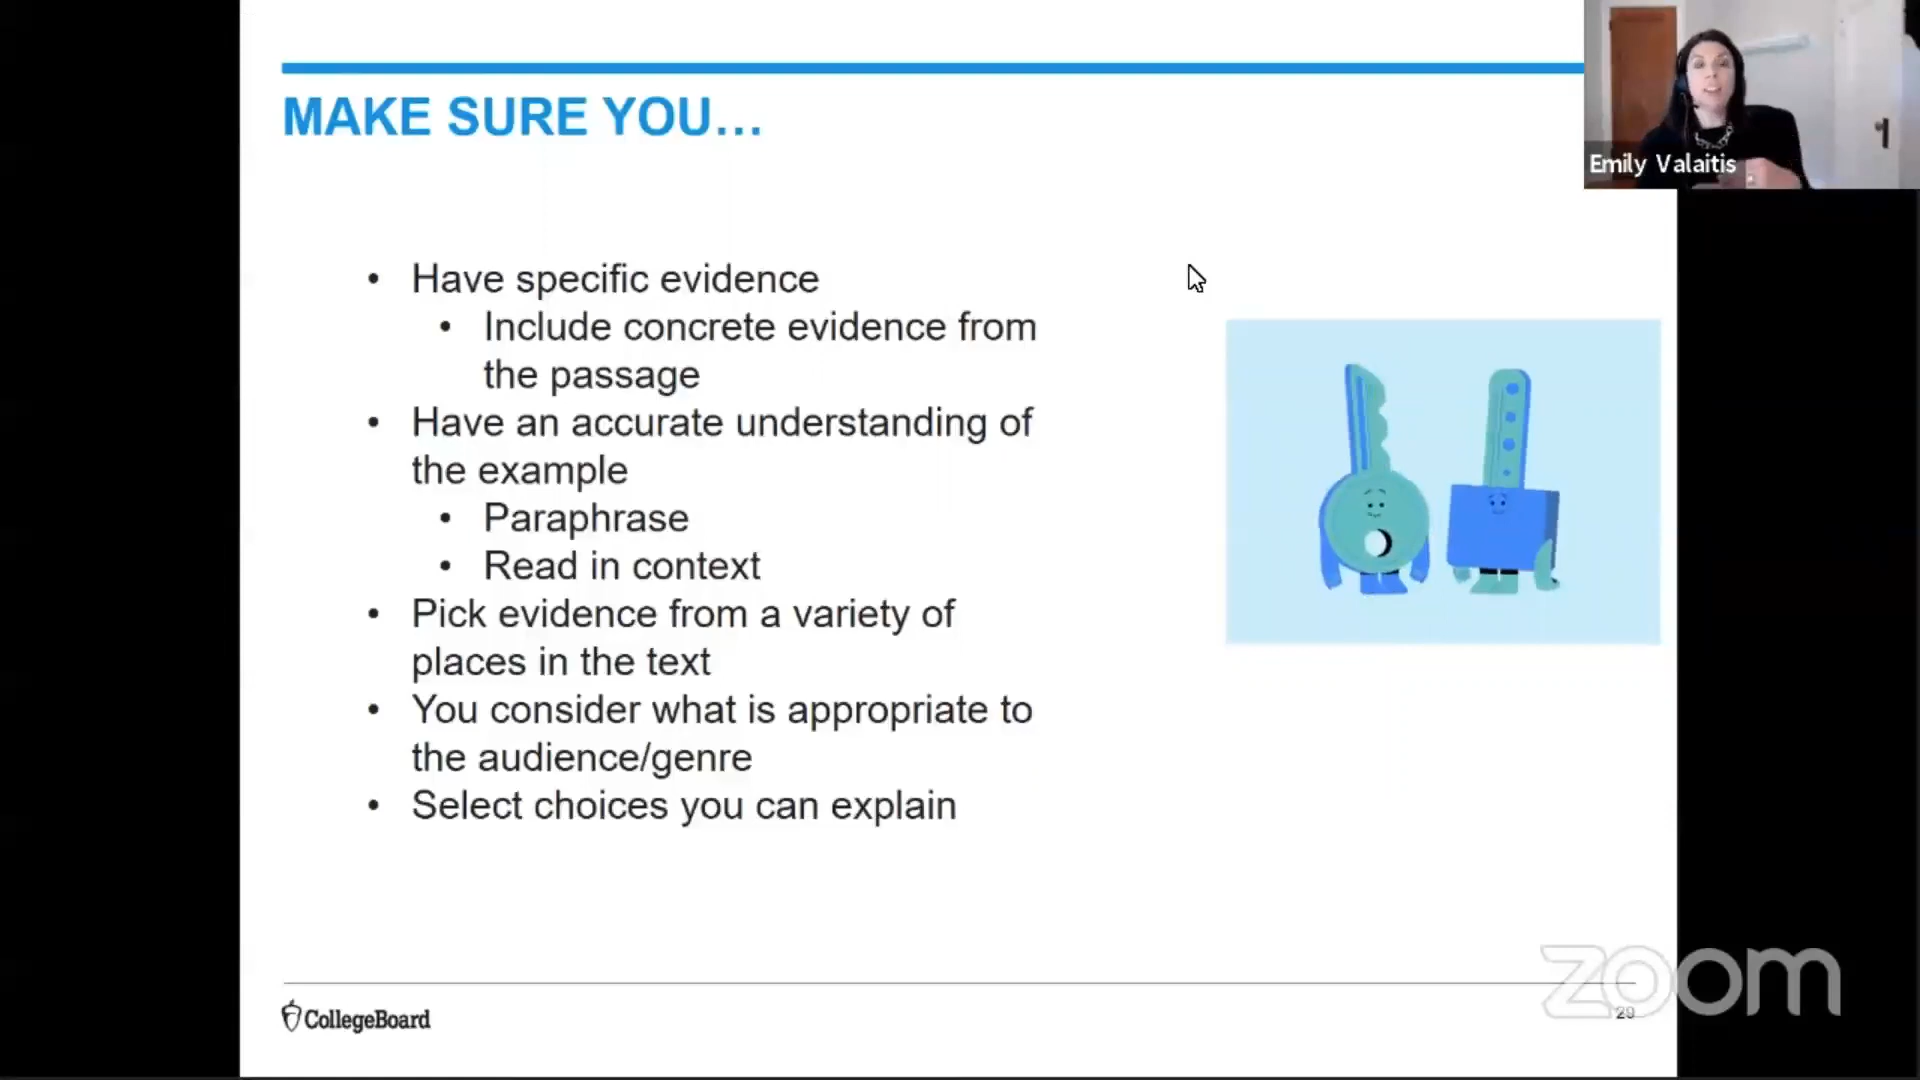 MAKE SURE YOU…
Emily Valaitis
• Have specific evidence
• Include concrete evidence from
the passage
• Have an accurate understanding of
the example
• Paraphrase
• Read in context
• Pick evidence from a variety of
places in the text
• You consider what is appropriate to
the audience/genre
• Select choices you can explain
zoom
CollegeBoard
29